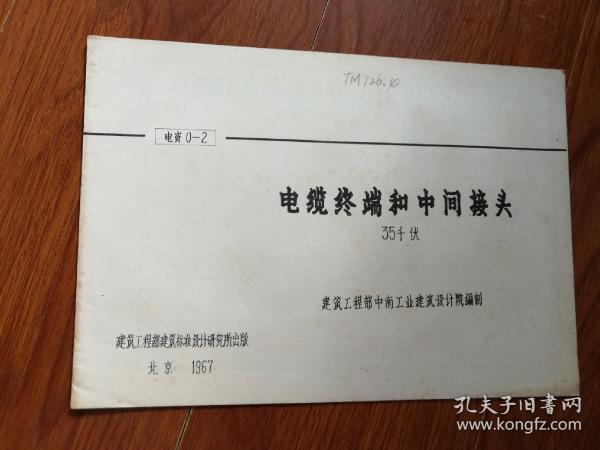 TM726.10
电资 0-2
电缆终端和中间接头
35千伏
建筑工程部中南工业建筑设计院编制
建筑工程部建筑标准设计研究所出版
北京 1967
孔夫子旧书网
www.kongfz.com